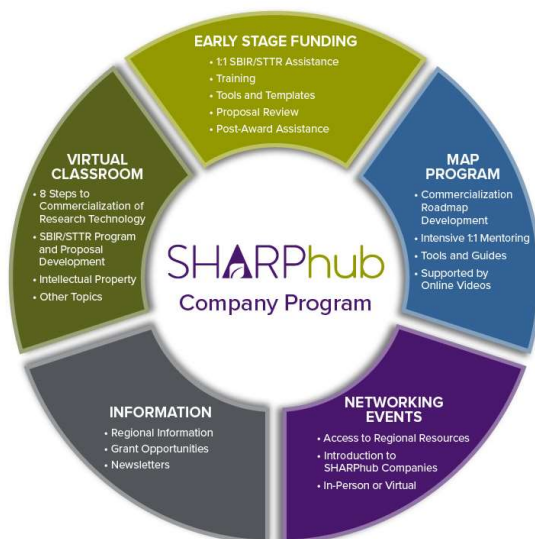 EARLY STAGE FUNDING
• 1:1 SBIR/STTR Assistance
• Training
• Tools and Templates
• Proposal Review
• Post-Award Assistance
MAP
PROGRAM
• Commercialization
Roadmap
Development
• Intensive 1:1 Mentoring
• Tools and Guides
• Supported by
Online Videos
NETWORKING
EVENTS
• Access to Regional Resources
• Introduction to
SHARPhub Companies
• In-Person or Virtual
INFORMATION
• Regional Information
• Grant Opportunities
• Newsletters
VIRTUAL
CLASSROOM
• 8 Steps to
Commercialization of
Research Technology
• SBIR/STTR Program
and Proposal
Development
• Intellectual Property
• Other Topics
SHARPhub
Company Program